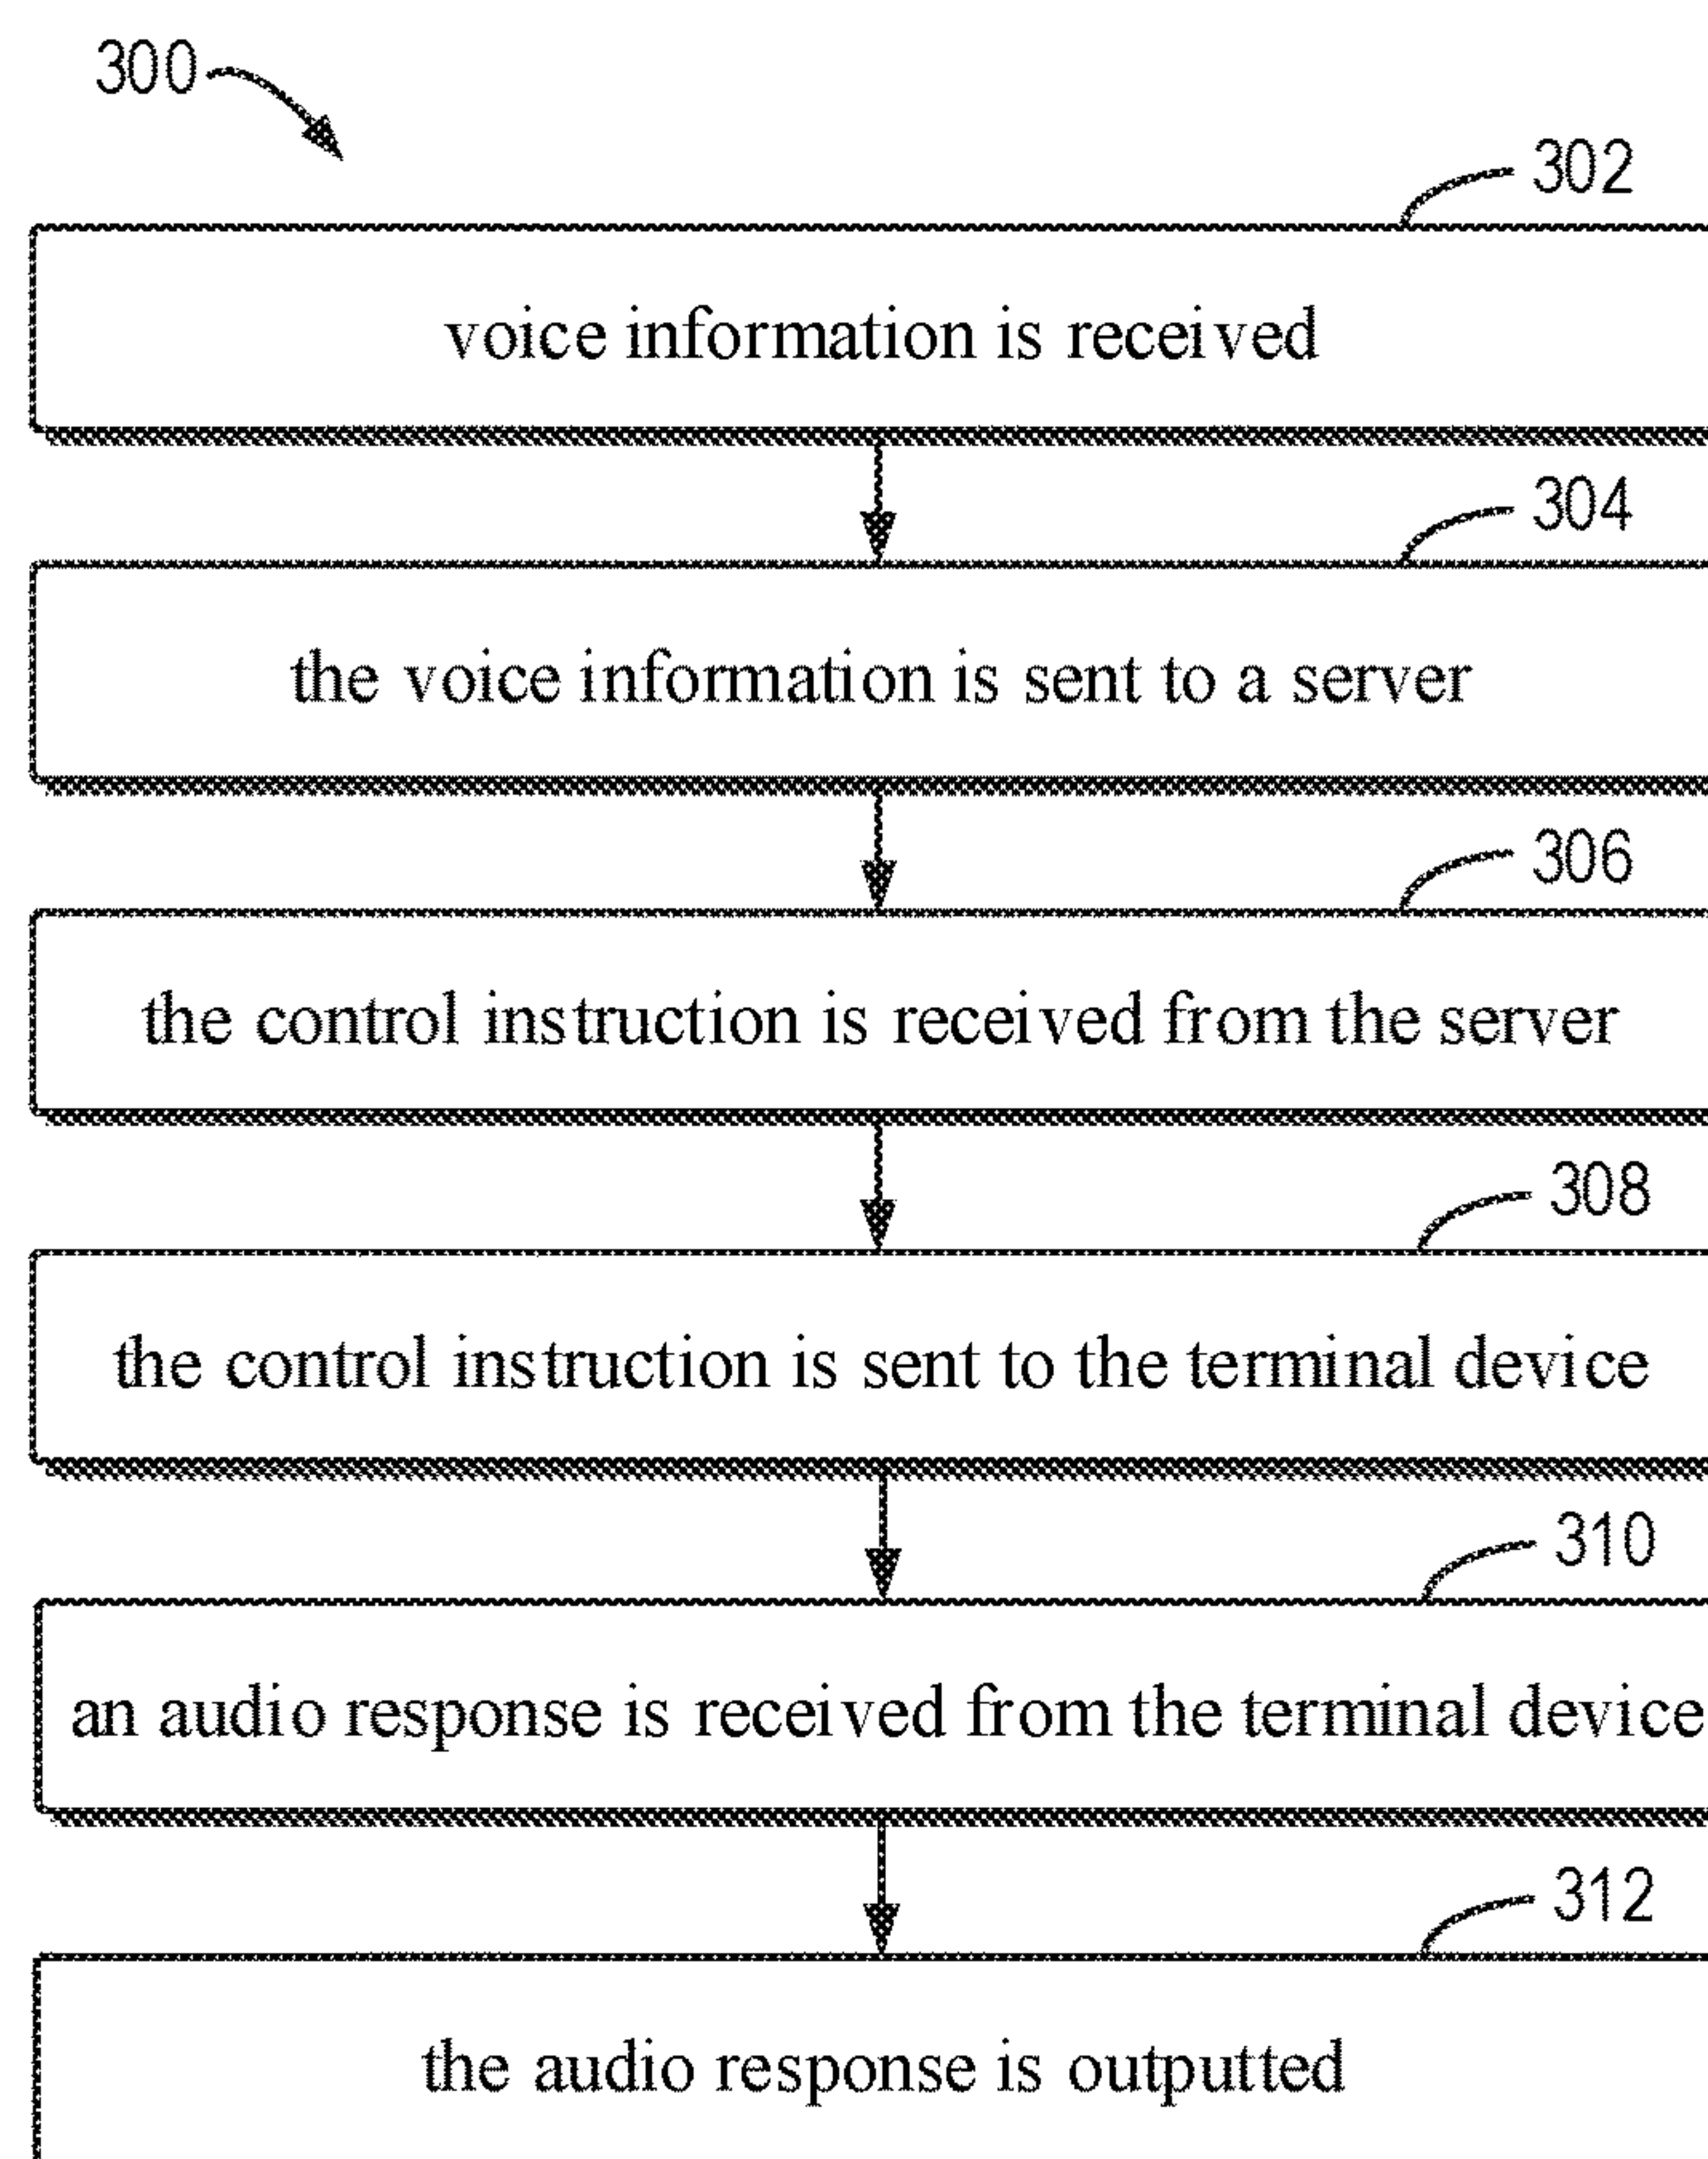 300
302
voice information is received
304
the voice information is sent to a server
306
the control instruction is received from the server
308
the control instruction is sent to the terminal device
310
an audio response is received from the terminal device
312
the audio response is outputted